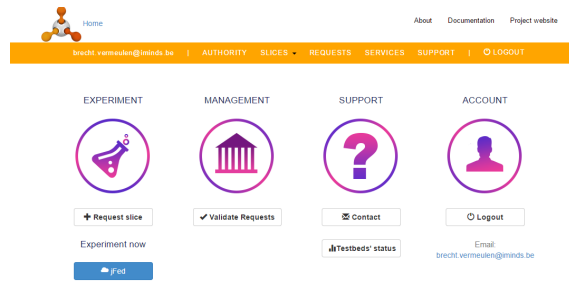 Home
About Documentation Project website
brecht.vermeulen@iminds.be | AUTHORITY SLICES REQUESTS SERVICES SUPPORT | LOGOUT
EXPERIMENT MANAGEMENT SUPPORT ACCOUNT
Request slice Validate Requests Contact Logout
Experiment now Testbeds' status Email:
brecht.vermeulen@iminds.be
jFed